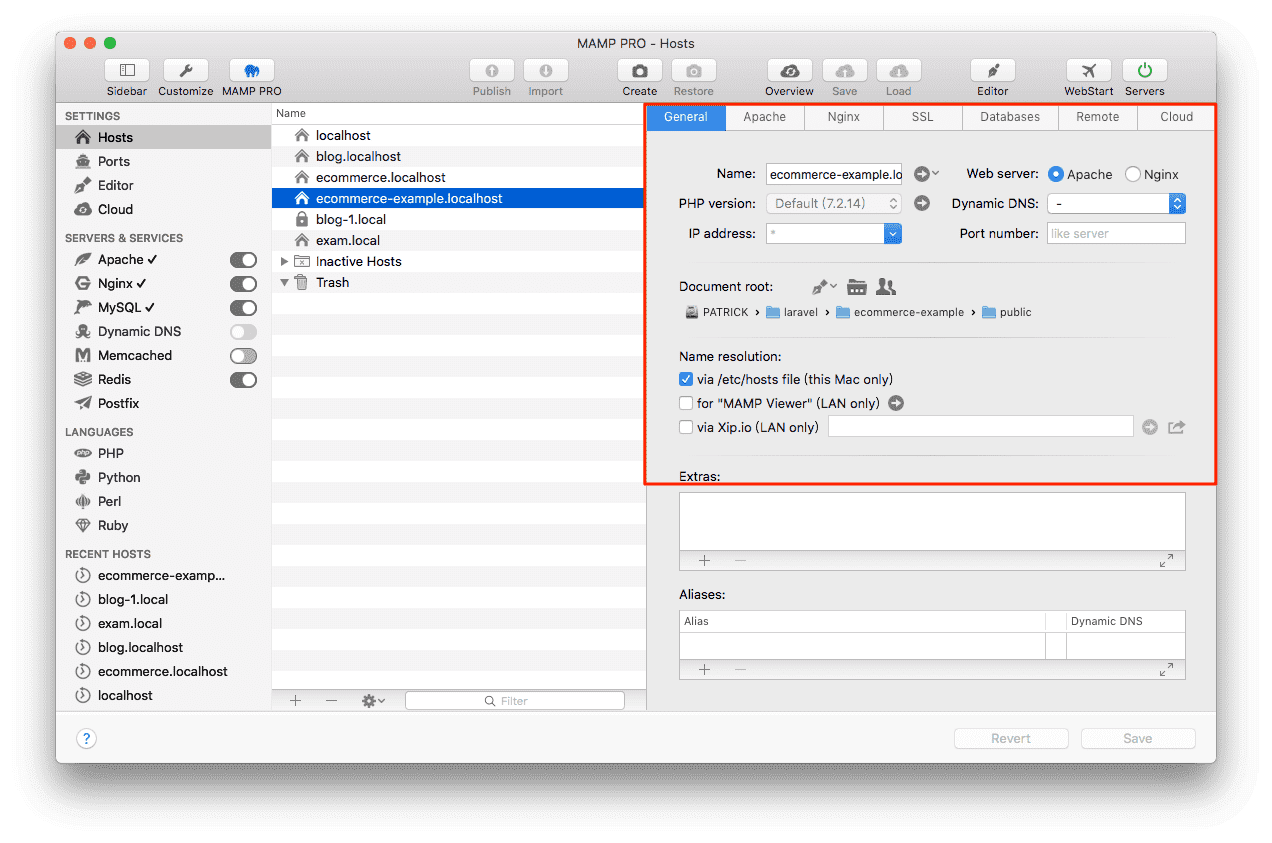 MAMP PRO - Hosts
Sidebar Customize MAMP PRO Publish Import Create Restore Overview Save Load Editor WebStart Servers
SETTINGS
Hosts
Ports
Editor
Cloud
SERVERS & SERVICES
Apache ✓
Nginx ✓
MySQL ✓
Dynamic DNS
Memcached
Redis
Postfix
LANGUAGES
PHP
Python
Perl
Ruby
RECENT HOSTS
ecommerce-examp...
blog-1.local
exam.local
blog.localhost
ecommerce.localhost
localhost
Name
localhost
blog.localhost
ecommerce.localhost
ecommerce-example.localhost
blog-1.local
exam.local
Inactive Hosts
Trash
Filter
General Apache Nginx SSL Databases Remote Cloud
Name: ecommerce-example.lo Web server: Apache Nginx
PHP version: Default (7.2.14) Dynamic DNS: -
IP address: * Port number: like server
Document root:
PATRICK › laravel › ecommerce-example › public
Name resolution:
via /etc/hosts file (this Mac only)
for "MAMP Viewer" (LAN only)
via Xip.io (LAN only)
Extras:
Aliases:
Alias Dynamic DNS
? Revert Save